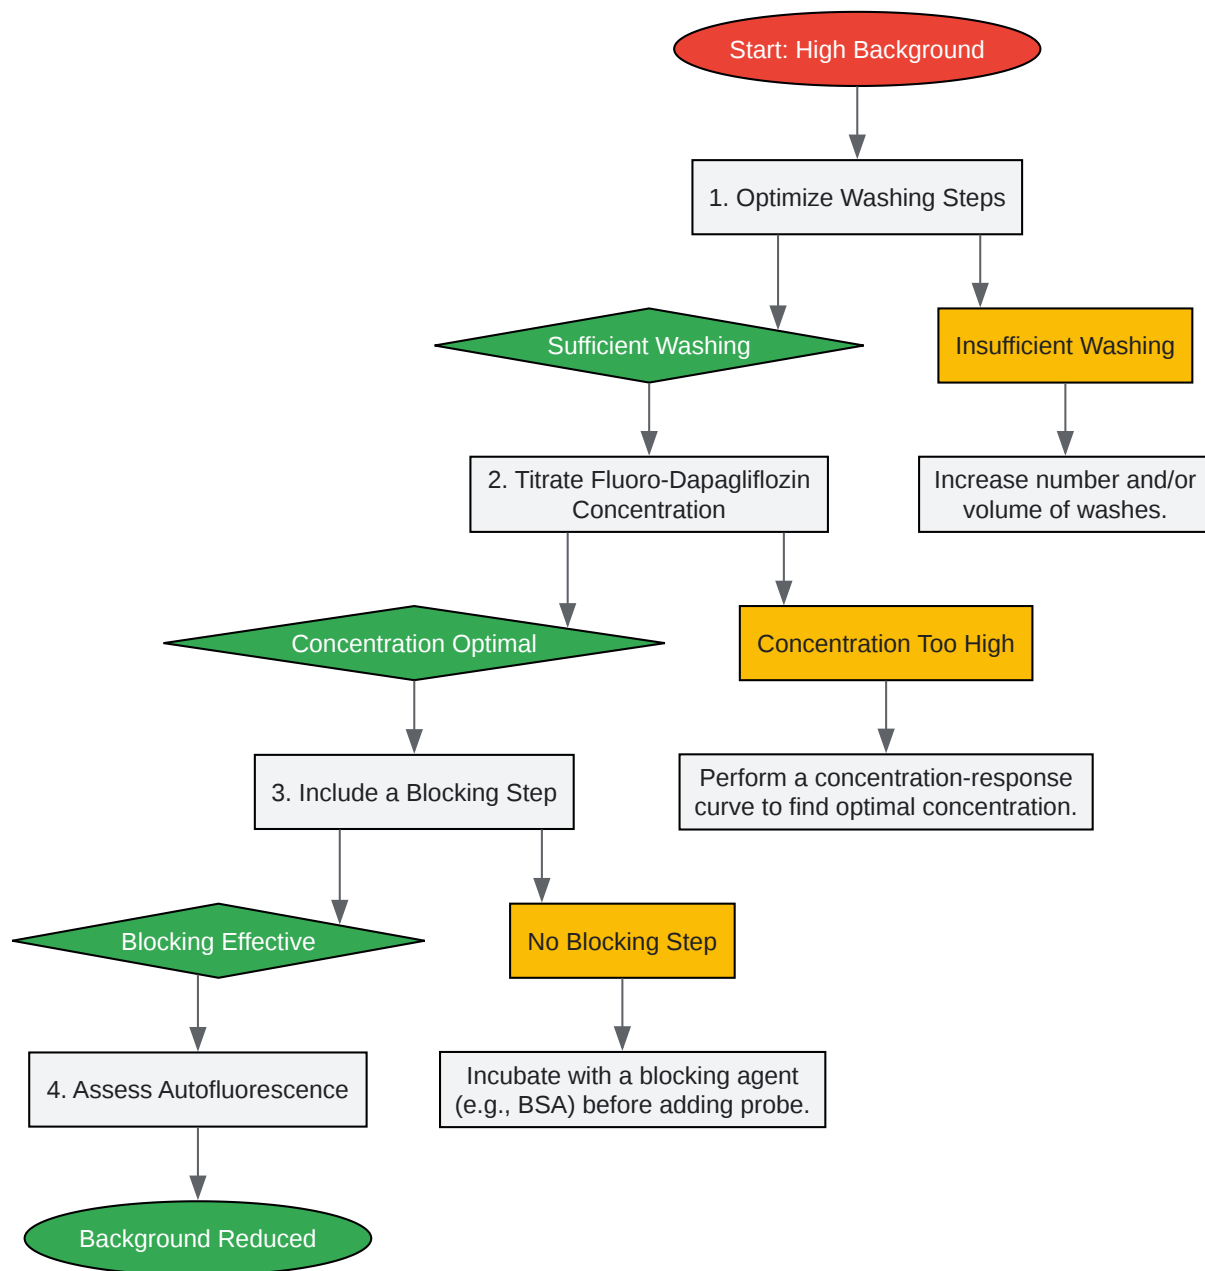 Start: High Background
1. Optimize Washing Steps
Sufficient Washing
Insufficient Washing
2. Titrate Fluoro-Dapagliflozin
Concentration
Increase number and/or
volume of washes.
Concentration Optimal
Concentration Too High
3. Include a Blocking Step
Perform a concentration-response
curve to find optimal concentration.
Blocking Effective
No Blocking Step
4. Assess Autofluorescence
Incubate with a blocking agent
(e.g., BSA) before adding probe.
Background Reduced